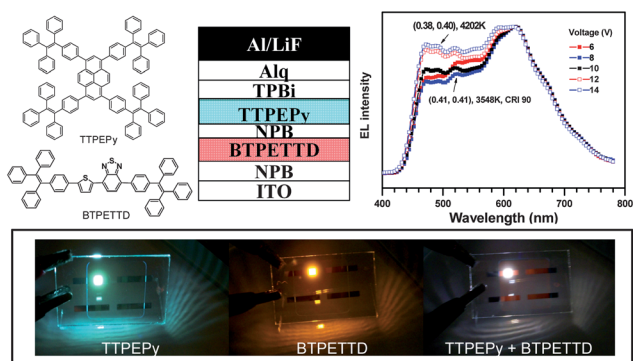 TTPEPy
N
S
N
S
BTPETTD
Al/LiF
Alq
TPBi
TTPEPy
NPB
BTPETTD
NPB
ITO
EL intensity
(0.38, 0.40), 4202K
(0.41, 0.41), 3548K, CRI 90
Voltage (V)
6
8
10
12
14
400 500 600 700 800
Wavelength (nm)
TTPEPy
BTPETTD
TTPEPy + BTPETTD